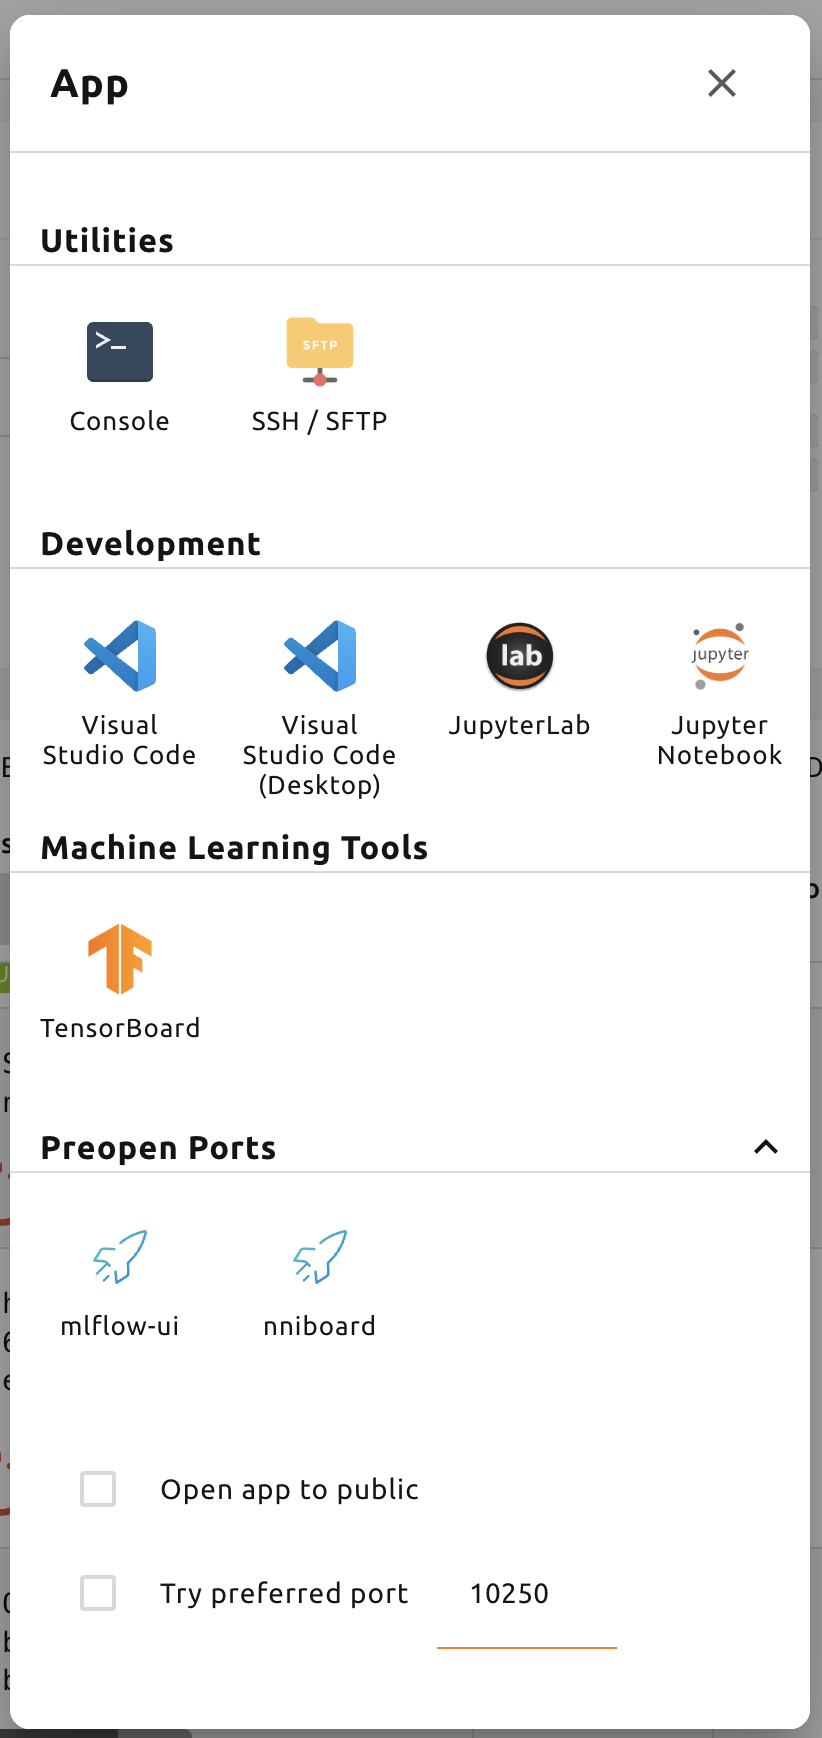 App
Utilities
>_
SFTP
Console
SSH / SFTP
Development
lab
jupyter
Visual
Studio Code
Visual
Studio Code
(Desktop)
JupyterLab
Jupyter
Notebook
Machine Learning Tools
TensorBoard
Preopen Ports
mlflow-ui
nniboard
Open app to public
Try preferred port
10250